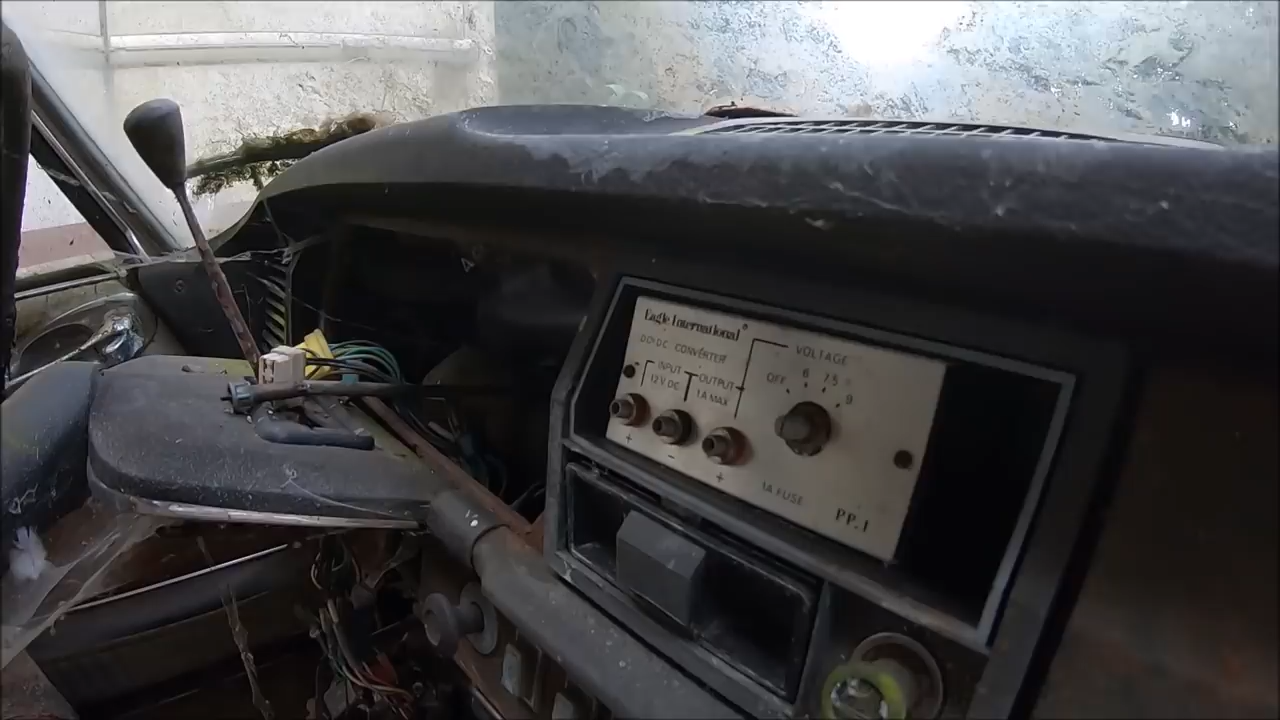 Eagle International®
DC-DC CONVERTER
VOLTAGE
INPUT
12V DC
OUTPUT
1A MAX
OFF 6 7.5 9
+ - +
1A FUSE
PP.1